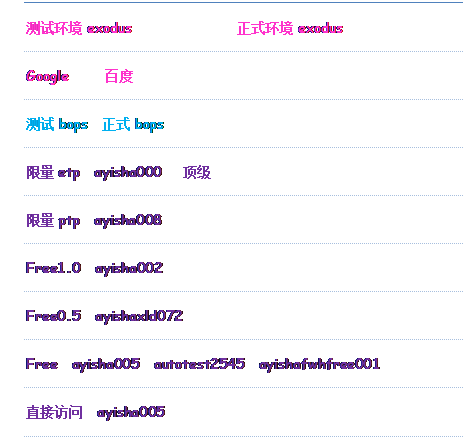 测试环境 exodus 正式环境 exodus
Google 百度
测试 bops 正式 bops
限量 etp ayisha000 顶级
限量 ptp ayisha008
Free1.0 ayisha002
Free0.5 ayishaxdd072
Free ayisha005 autotest2545 ayishafwhfree001
直接访问 ayisha005